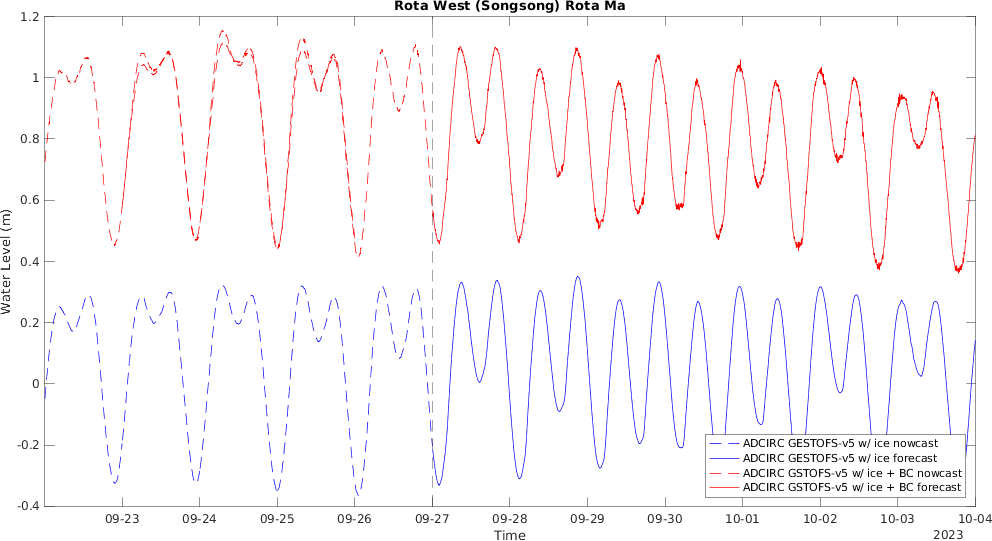 Rota West (Songsong) Rota Ma
1.2
1
0.8
0.6
0.4
0.2
0
-0.2
-0.4
Water Level (m)
ADCIRC GESTOFS-v5 w/ ice nowcast
ADCIRC GESTOFS-v5 w/ ice forecast
ADCIRC GSTOFS-v5 w/ ice + BC nowcast
ADCIRC GSTOFS-v5 w/ ice + BC forecast
09-23 09-24 09-25 09-26 09-27 09-28 09-29 09-30 10-01 10-02 10-03 10-04
Time
2023